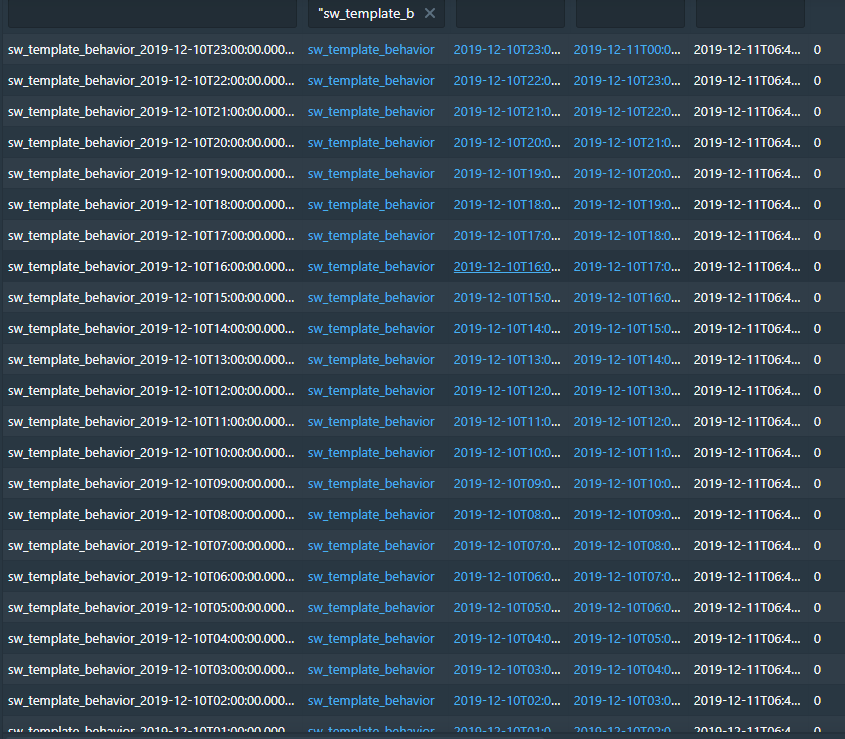 "sw_template_b ✕
sw_template_behavior_2019-12-10T23:00:00.000... sw_template_behavior 2019-12-10T23:0... 2019-12-11T00:0... 2019-12-11T06:4... 0
sw_template_behavior_2019-12-10T22:00:00.000... sw_template_behavior 2019-12-10T22:0... 2019-12-10T23:0... 2019-12-11T06:4... 0
sw_template_behavior_2019-12-10T21:00:00.000... sw_template_behavior 2019-12-10T21:0... 2019-12-10T22:0... 2019-12-11T06:4... 0
sw_template_behavior_2019-12-10T20:00:00.000... sw_template_behavior 2019-12-10T20:0... 2019-12-10T21:0... 2019-12-11T06:4... 0
sw_template_behavior_2019-12-10T19:00:00.000... sw_template_behavior 2019-12-10T19:0... 2019-12-10T20:0... 2019-12-11T06:4... 0
sw_template_behavior_2019-12-10T18:00:00.000... sw_template_behavior 2019-12-10T18:0... 2019-12-10T19:0... 2019-12-11T06:4... 0
sw_template_behavior_2019-12-10T17:00:00.000... sw_template_behavior 2019-12-10T17:0... 2019-12-10T18:0... 2019-12-11T06:4... 0
sw_template_behavior_2019-12-10T16:00:00.000... sw_template_behavior 2019-12-10T16:0... 2019-12-10T17:0... 2019-12-11T06:4... 0
sw_template_behavior_2019-12-10T15:00:00.000... sw_template_behavior 2019-12-10T15:0... 2019-12-10T16:0... 2019-12-11T06:4... 0
sw_template_behavior_2019-12-10T14:00:00.000... sw_template_behavior 2019-12-10T14:0... 2019-12-10T15:0... 2019-12-11T06:4... 0
sw_template_behavior_2019-12-10T13:00:00.000... sw_template_behavior 2019-12-10T13:0... 2019-12-10T14:0... 2019-12-11T06:4... 0
sw_template_behavior_2019-12-10T12:00:00.000... sw_template_behavior 2019-12-10T12:0... 2019-12-10T13:0... 2019-12-11T06:4... 0
sw_template_behavior_2019-12-10T11:00:00.000... sw_template_behavior 2019-12-10T11:0... 2019-12-10T12:0... 2019-12-11T06:4... 0
sw_template_behavior_2019-12-10T10:00:00.000... sw_template_behavior 2019-12-10T10:0... 2019-12-10T11:0... 2019-12-11T06:4... 0
sw_template_behavior_2019-12-10T09:00:00.000... sw_template_behavior 2019-12-10T09:0... 2019-12-10T10:0... 2019-12-11T06:4... 0
sw_template_behavior_2019-12-10T08:00:00.000... sw_template_behavior 2019-12-10T08:0... 2019-12-10T09:0... 2019-12-11T06:4... 0
sw_template_behavior_2019-12-10T07:00:00.000... sw_template_behavior 2019-12-10T07:0... 2019-12-10T08:0... 2019-12-11T06:4... 0
sw_template_behavior_2019-12-10T06:00:00.000... sw_template_behavior 2019-12-10T06:0... 2019-12-10T07:0... 2019-12-11T06:4... 0
sw_template_behavior_2019-12-10T05:00:00.000... sw_template_behavior 2019-12-10T05:0... 2019-12-10T06:0... 2019-12-11T06:4... 0
sw_template_behavior_2019-12-10T04:00:00.000... sw_template_behavior 2019-12-10T04:0... 2019-12-10T05:0... 2019-12-11T06:4... 0
sw_template_behavior_2019-12-10T03:00:00.000... sw_template_behavior 2019-12-10T03:0... 2019-12-10T04:0... 2019-12-11T06:4... 0
sw_template_behavior_2019-12-10T02:00:00.000... sw_template_behavior 2019-12-10T02:0... 2019-12-10T03:0... 2019-12-11T06:4... 0
sw_template_behavior_2019-12-10T01:00:00.000... sw_template_behavior 2019-12-10T01:0... 2019-12-10T02:0... 2019-12-11T06:4... 0